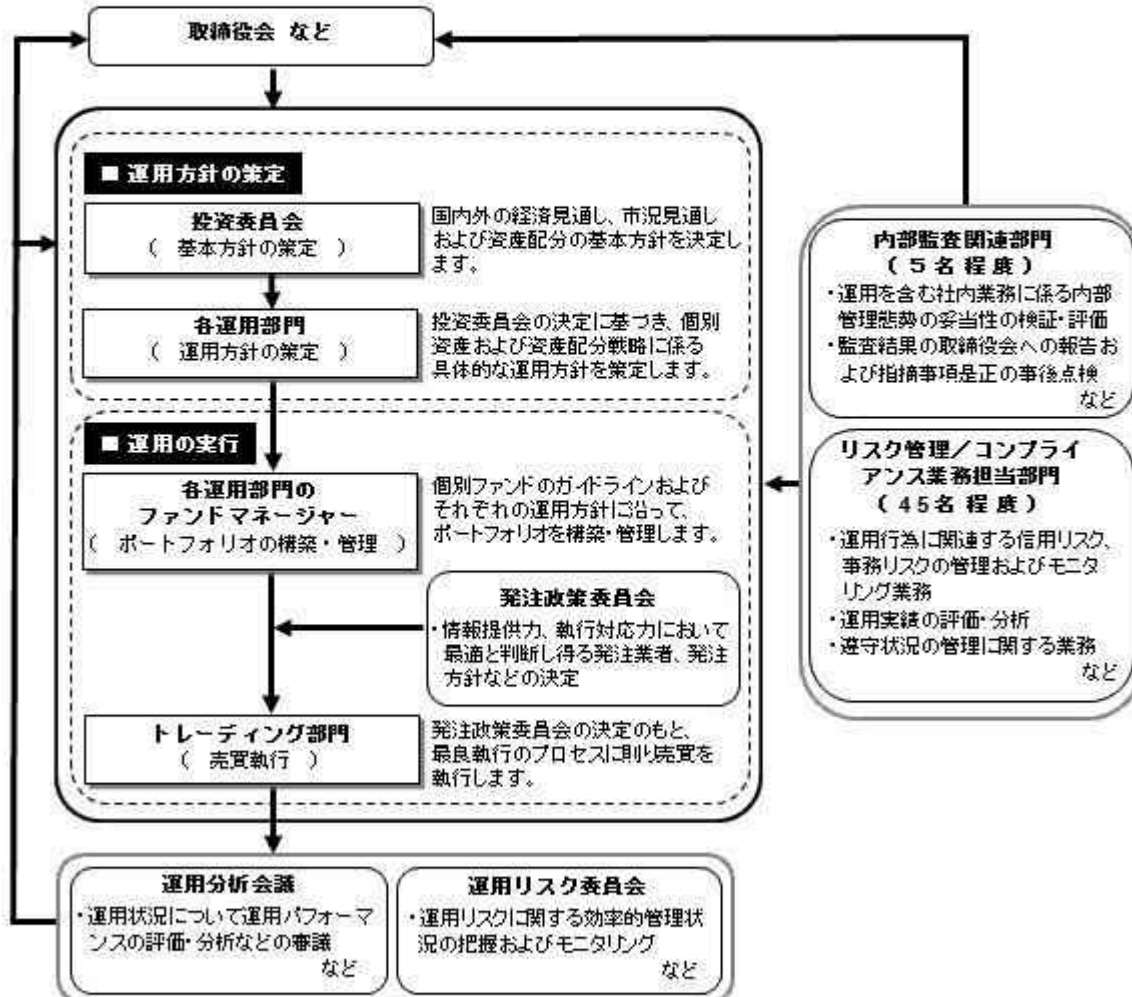 取締役会 など
■ 運用方針の策定
投資委員会
( 基本方針の策定 )
国内外の経済見通し、市況見通し
および資産配分の基本方針を決定し
ます。
各運用部門
( 運用方針の策定 )
投資委員会の決定に基づき、個別
資産および資産配分戦略に係る
具体的な運用方針を策定します。
■ 運用の実行
各運用部門の
ファンドマネージャー
( ポートフォリオの構築・管理 )
個別ファンドのガイドラインおよび
それぞれの運用方針に沿って、
ポートフォリオを構築・管理します。
発注政策委員会
・情報提供力、執行対応力において
最適と判断し得る発注業者、発注
方針などの決定
トレーディング部門
( 売買執行 )
発注政策委員会の決定のもと、
最良執行のプロセスに則り売買を
執行します。
内部監査関連部門
( 5名程度 )
・運用を含む社内業務に係る内部
管理態勢の妥当性の検証・評価
・監査結果の取締役会への報告お
よび指摘事項是正の事後点検
など
リスク管理/コンプライ
アンス業務担当部門
( 45名程度 )
・運用行為に関連する信用リスク、
事務リスクの管理およびモニタ
リング業務
・運用実績の評価・分析
・遵守状況の管理に関する業務
など
運用分析会議
・運用状況について運用パフォーマ
ンスの評価・分析などの審議
など
運用リスク委員会
・運用リスクに関する効率的管理状
況の把握およびモニタリング
など